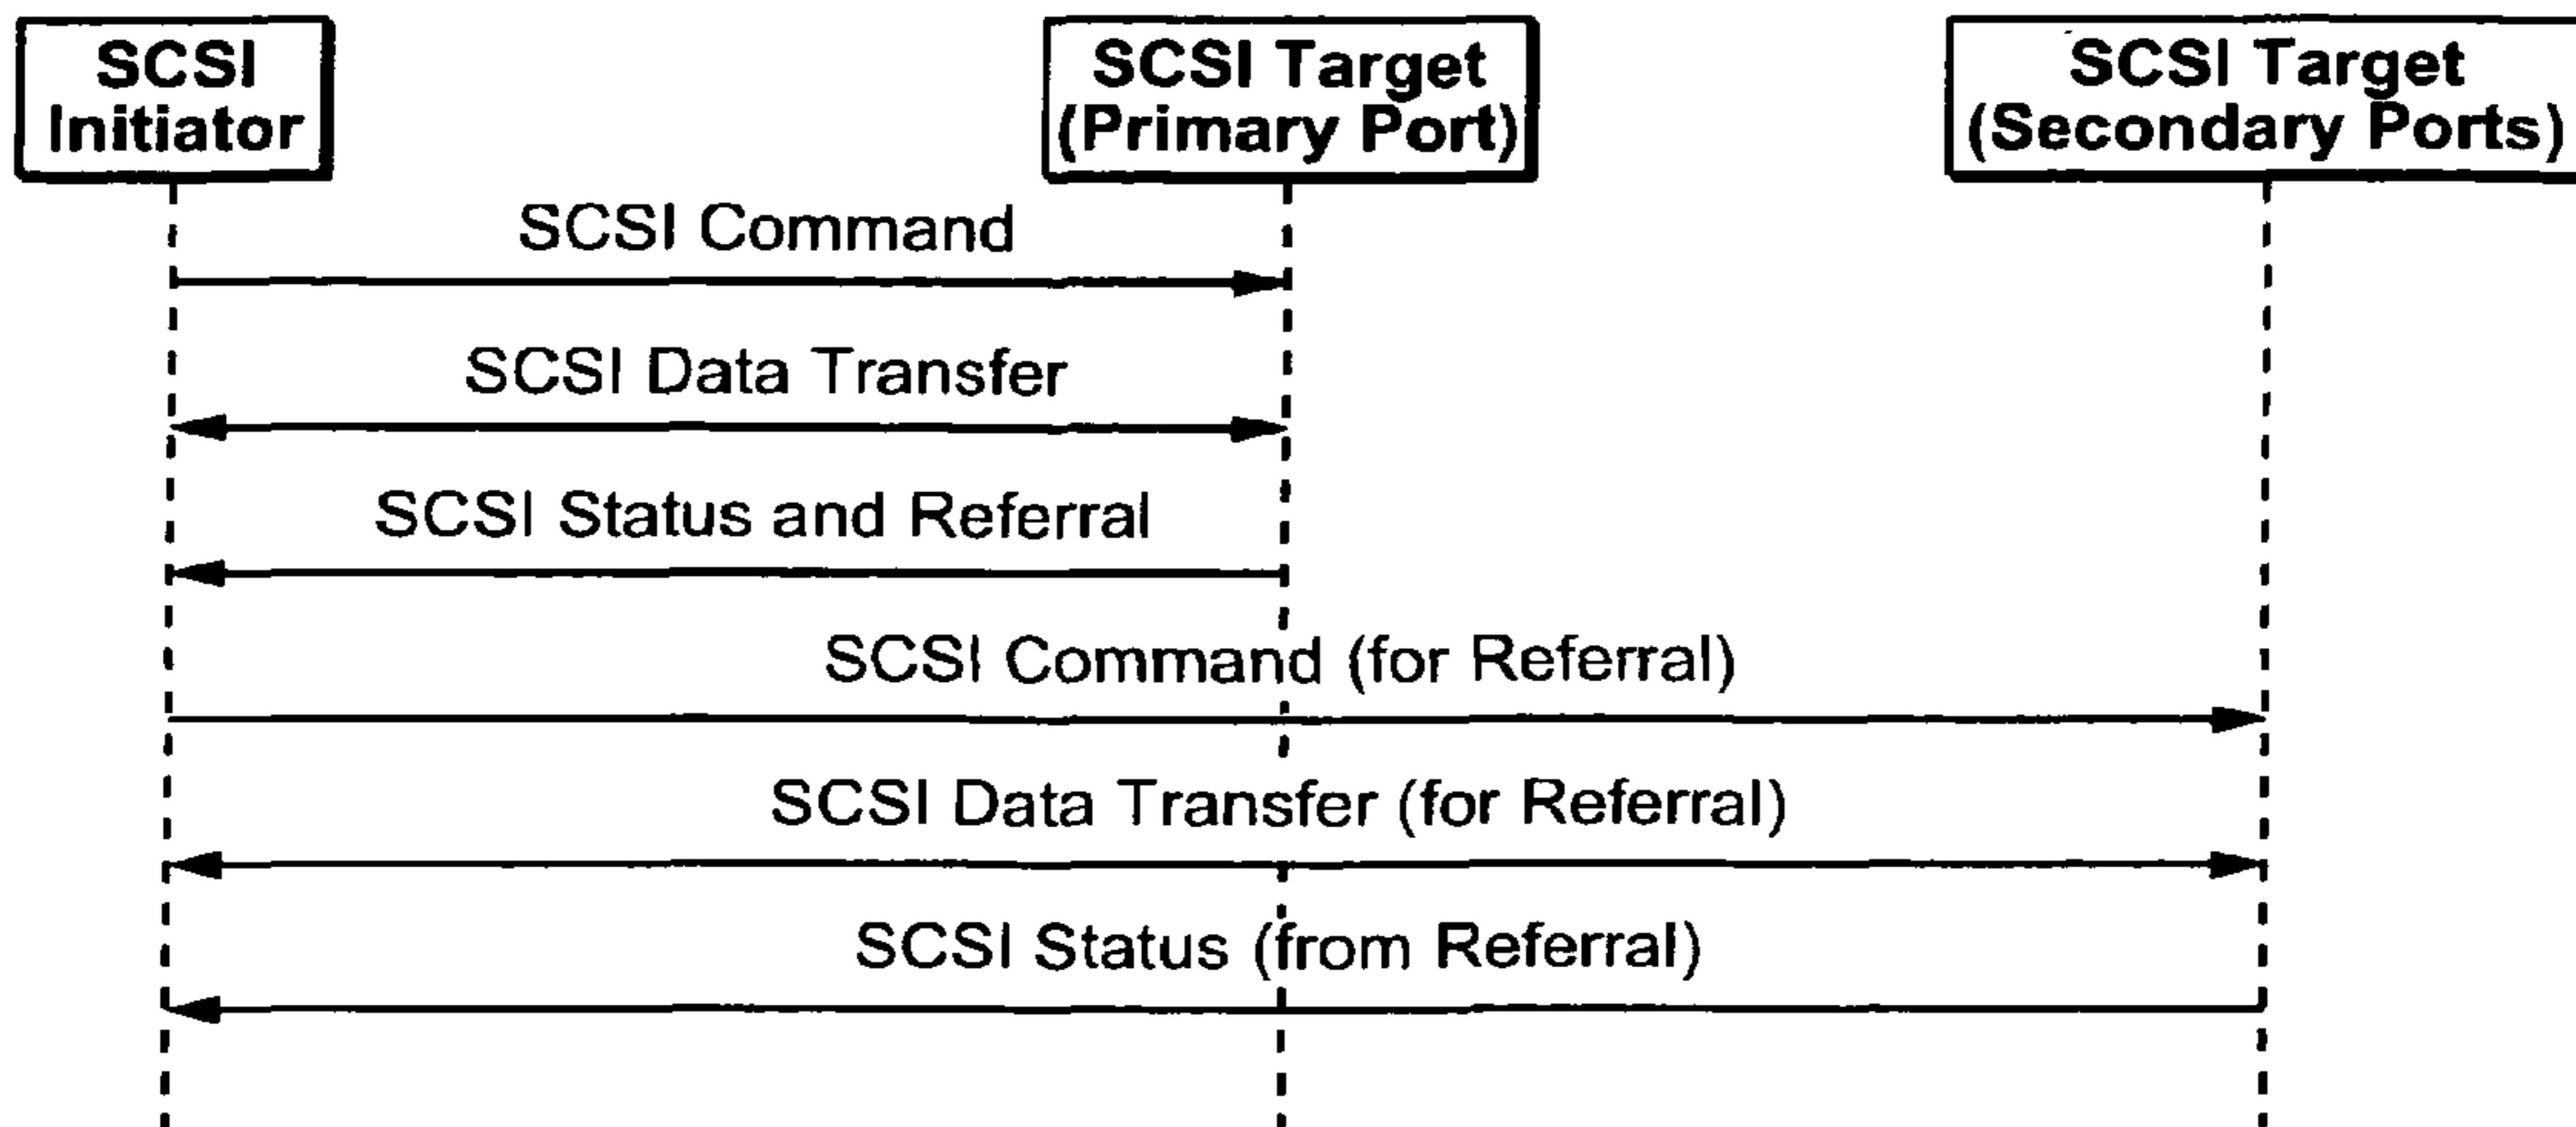 SCSI
Initiator
SCSI Target
(Primary Port)
SCSI Target
(Secondary Ports)
SCSI Command
SCSI Data Transfer
SCSI Status and Referral
SCSI Command (for Referral)
SCSI Data Transfer (for Referral)
SCSI Status (from Referral)